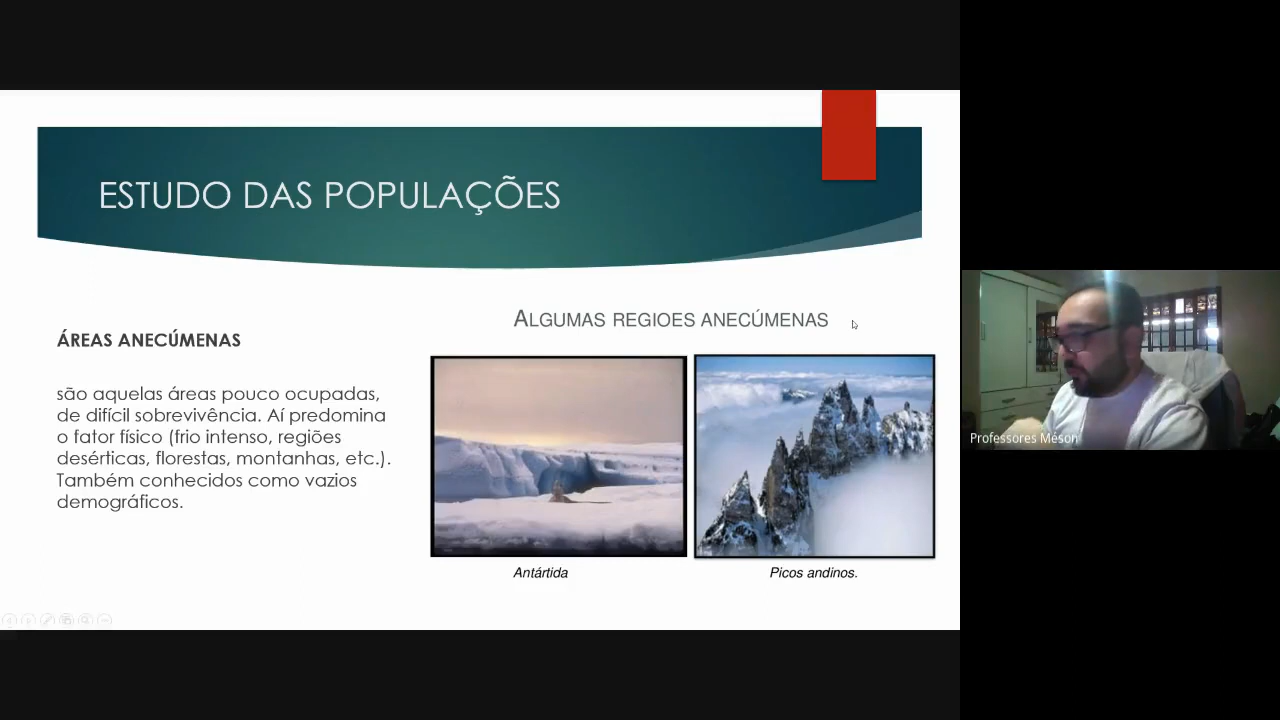 ESTUDO DAS POPULAÇÕES
ÁREAS ANECÚMENAS
são aquelas áreas pouco ocupadas,
de difícil sobrevivência. Aí predomina
o fator físico (frio intenso, regiões
desérticas, florestas, montanhas, etc.).
Também conhecidos como vazios
demográficos.
ALGUMAS REGIOES ANECÚMENAS
Antártida
Picos andinos.
Professores Méson